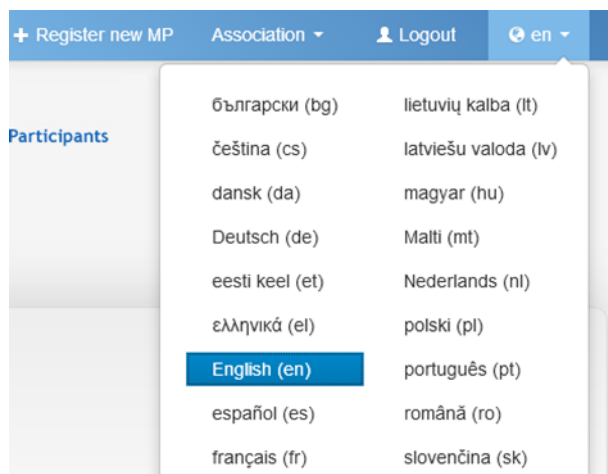 + Register new MP Association Logout en
Participants
български (bg)
čeština (cs)
dansk (da)
Deutsch (de)
eesti keel (et)
ελληνικά (el)
English (en)
español (es)
français (fr)
lietuvių kalba (lt)
latviešu valoda (lv)
magyar (hu)
Malti (mt)
Nederlands (nl)
polski (pl)
português (pt)
română (ro)
slovenčina (sk)